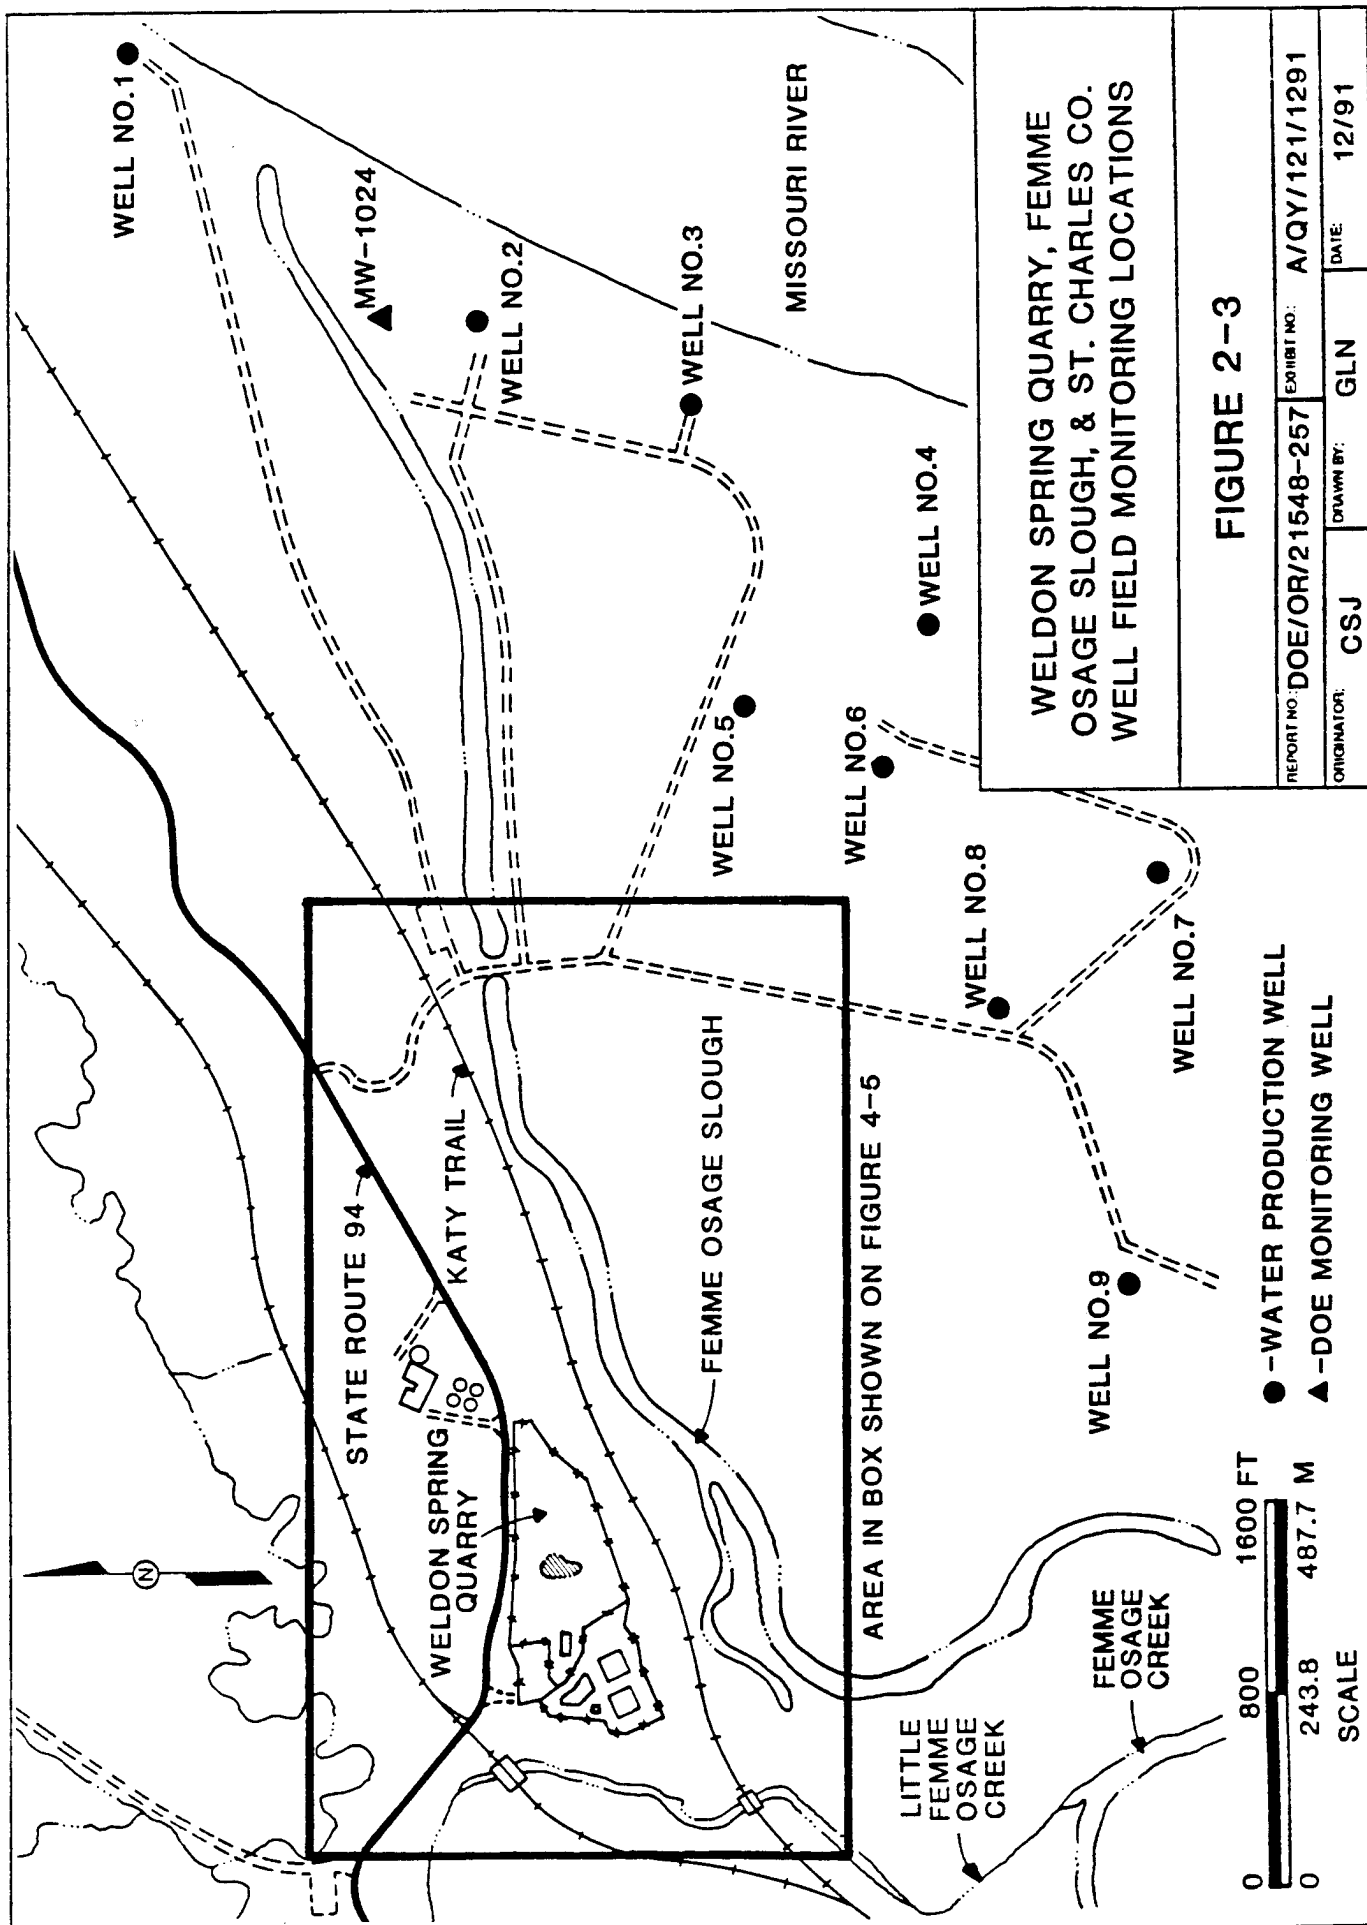 WELL NO.1
MW-1024
WELL NO.2
WELL NO.3
MISSOURI RIVER
WELL NO.4
WELL NO.5
WELL NO.6
WELL NO.8
WELL NO.7
WELL NO.9
STATE ROUTE 94
KATY TRAIL
WELDON SPRING
QUARRY
FEMME OSAGE SLOUGH
AREA IN BOX SHOWN ON FIGURE 4-5
N
LITTLE
FEMME
OSAGE
CREEK
FEMME
OSAGE
CREEK
-WATER PRODUCTION WELL
-DOE MONITORING WELL
0 800 1600 FT
0 243.8 487.7 M
SCALE
WELDON SPRING QUARRY, FEMME
OSAGE SLOUGH, & ST. CHARLES CO.
WELL FIELD MONITORING LOCATIONS
FIGURE 2-3
REPORT NO.: DOE/OR/21548-257 EXHIBIT NO.: A/QY/121/1291
ORIGINATOR: CSJ DRAWN BY: GLN DATE: 12/91